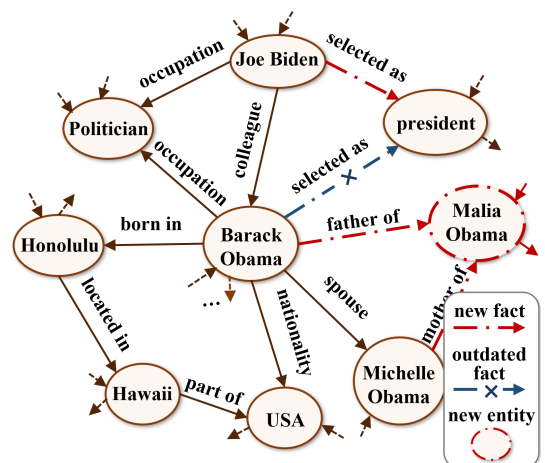 occupation
Joe Biden
selected as
Politician
president
colleague
occupation
selected as
born in
father of
Malia
Obama
Honolulu
Barack
Obama
...
located in
nationality
spouse
mother of
Hawaii
part of
USA
Michelle
Obama
new fact
outdated
fact
new entity